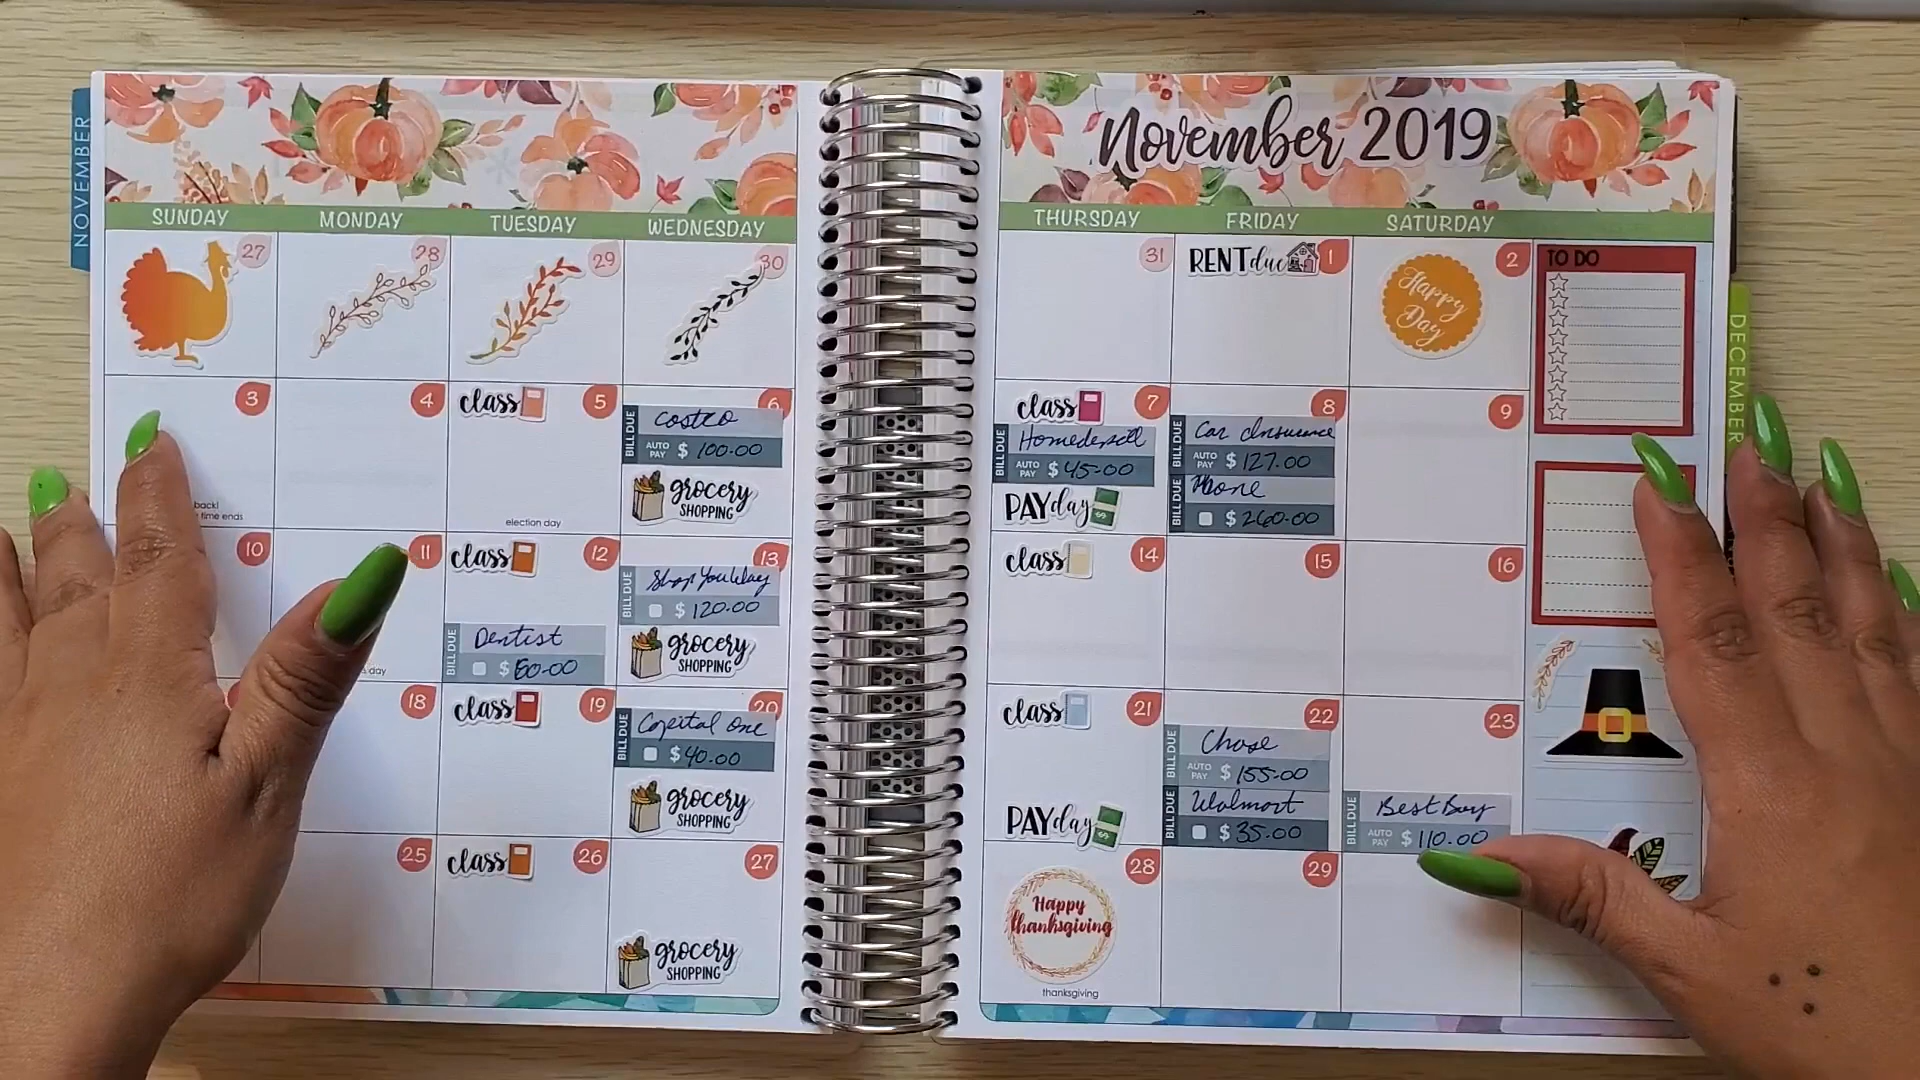 NOVEMBER
November 2019
SUNDAY MONDAY TUESDAY WEDNESDAY THURSDAY FRIDAY SATURDAY
27 28 29 30 31 RENT due 1 2
Happy
Day
TO DO
3 4 class 5 6 class 7 8 9
Costco
BILL DUE AUTO PAY $ 100.00
grocery
SHOPPING
Homedepot
BILL DUE AUTO PAY $ 45.00
PAYday
Car Insurance
BILL DUE AUTO PAY $ 127.00
Phone
BILL DUE $ 260.00
back!
time ends
election day
DECEMBER
10 11 class 12 13 class 14 15 16
day
Dentist
BILL DUE $
Shop Your Way
BILL DUE $ 120.00
grocery
SHOPPING
18 class 19 20 class 21 22 23
Capital One
BILL DUE $ 40.00
grocery
SHOPPING
PAYday
Chase
BILL DUE AUTO PAY $ 155.00
Walmart
BILL DUE $ 35.00
Best Buy
BILL DUE AUTO PAY $ 110.00
25 class 26 27 28 29
grocery
SHOPPING
Happy
thanksgiving
thanksgiving